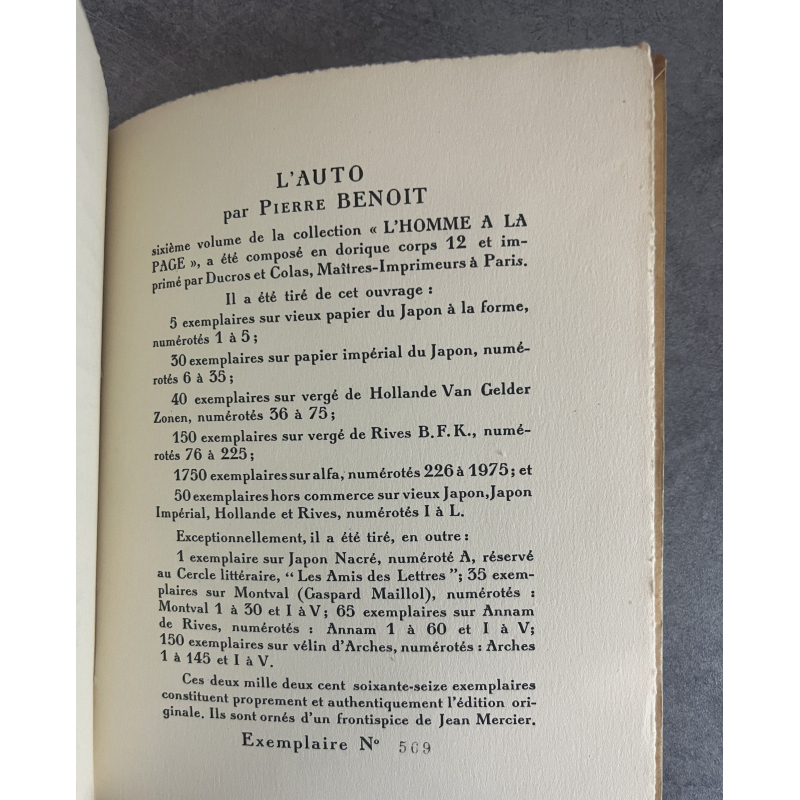 L'AUTO
par PIERRE BENOIT
sixième volume de la collection « L'HOMME A LA
PAGE », a été composé en dorique corps 12 et im-
primé par Ducros et Colas, Maîtres-Imprimeurs à Paris.
Il a été tiré de cet ouvrage :
5 exemplaires sur vieux papier du Japon à la forme,
numérotés 1 à 5 ;
30 exemplaires sur papier impérial du Japon, numé-
rotés 6 à 35 ;
40 exemplaires sur vergé de Hollande Van Gelder
Zonen, numérotés 36 à 75 ;
150 exemplaires sur vergé de Rives B.F.K., numé-
rotés 76 à 225 ;
1750 exemplaires sur alfa, numérotés 226 à 1975 ; et
50 exemplaires hors commerce sur vieux Japon, Japon
Impérial, Hollande et Rives, numérotés I à L.
Exceptionnellement, il a été tiré, en outre :
1 exemplaire sur Japon Nacré, numéroté A, réservé
au Cercle littéraire, “ Les Amis des Lettres ” ; 35 exem-
plaires sur Montval (Gaspard Maillol), numérotés :
Montval 1 à 30 et I à V ; 65 exemplaires sur Annam
de Rives, numérotés : Annam 1 à 60 et I à V ;
150 exemplaires sur vélin d'Arches, numérotés : Arches
1 à 145 et I à V.
Ces deux mille deux cent soixante-seize exemplaires
constituent proprement et authentiquement l'édition ori-
ginale. Ils sont ornés d'un frontispice de Jean Mercier.
Exemplaire N° 569